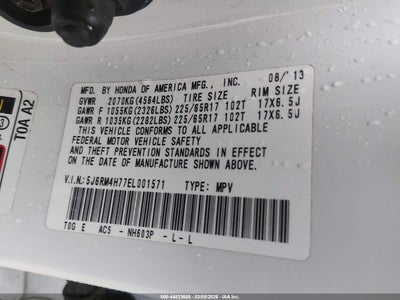 MFD. BY HONDA OF AMERICA MFG., INC. 08/'13
GVWR 2070KG(4564LBS) TIRE SIZE RIM SIZE
GAWR F 1055KG(2326LBS) 225/65R17 102T 17X6.5J
GAWR R 1035KG(2282LBS) 225/65R17 102T 17X6.5J
THIS VEHICLE CONFORMS TO ALL APPLICABLE
FEDERAL MOTOR VEHICLE SAFETY
AND THEFT PREVENTION STANDARDS IN EFFECT ON
THE DATE OF MANUFACTURE SHOWN ABOVE.
V.I.N:5J6RM4H77EL001571 TYPE: MPV
T0G E AC5 - NH603P - L - L
T0A A2